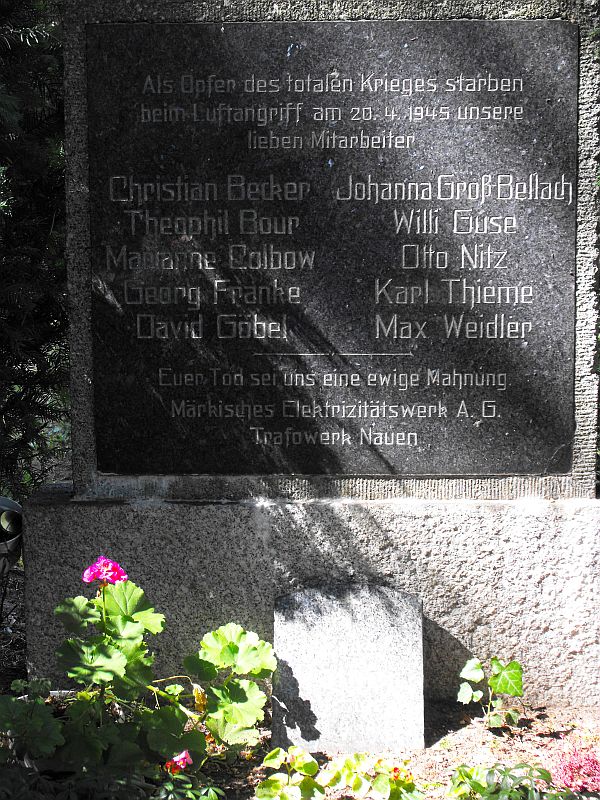 Als Opfer des totalen Krieges starben
beim Luftangriff am 20. 4. 1945 unsere
lieben Mitarbeiter
Christian Becker Johanna Groß Bellach
Theophil Bour Willi Guse
Marianne Colbow Otto Nitz
Georg Franke Karl Thieme
David Göbel Max Weidler
Euer Tod sei uns eine ewige Mahnung
Märkisches Elektrizitätswerk A. G.
Trafowerk Nauen